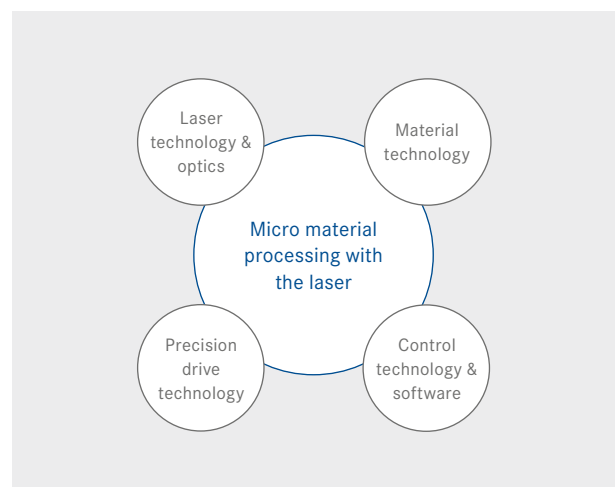 Laser
technology &
optics
Material
technology
Micro material
processing with
the laser
Precision
drive
technology
Control
technology &
software